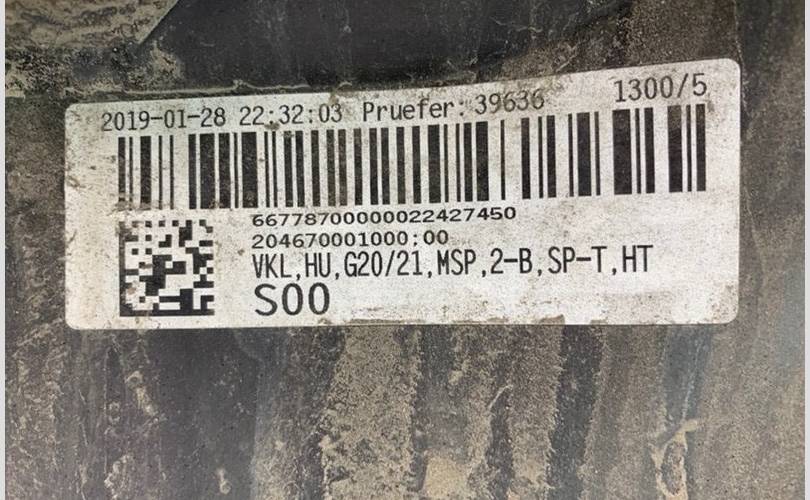 2019-01-28 22:32:03 Pruefer: 39636 1300/5
66778700000022427450
204670001000;00
VKL,HU,G20/21,MSP,2-B,SP-T,HT
S00